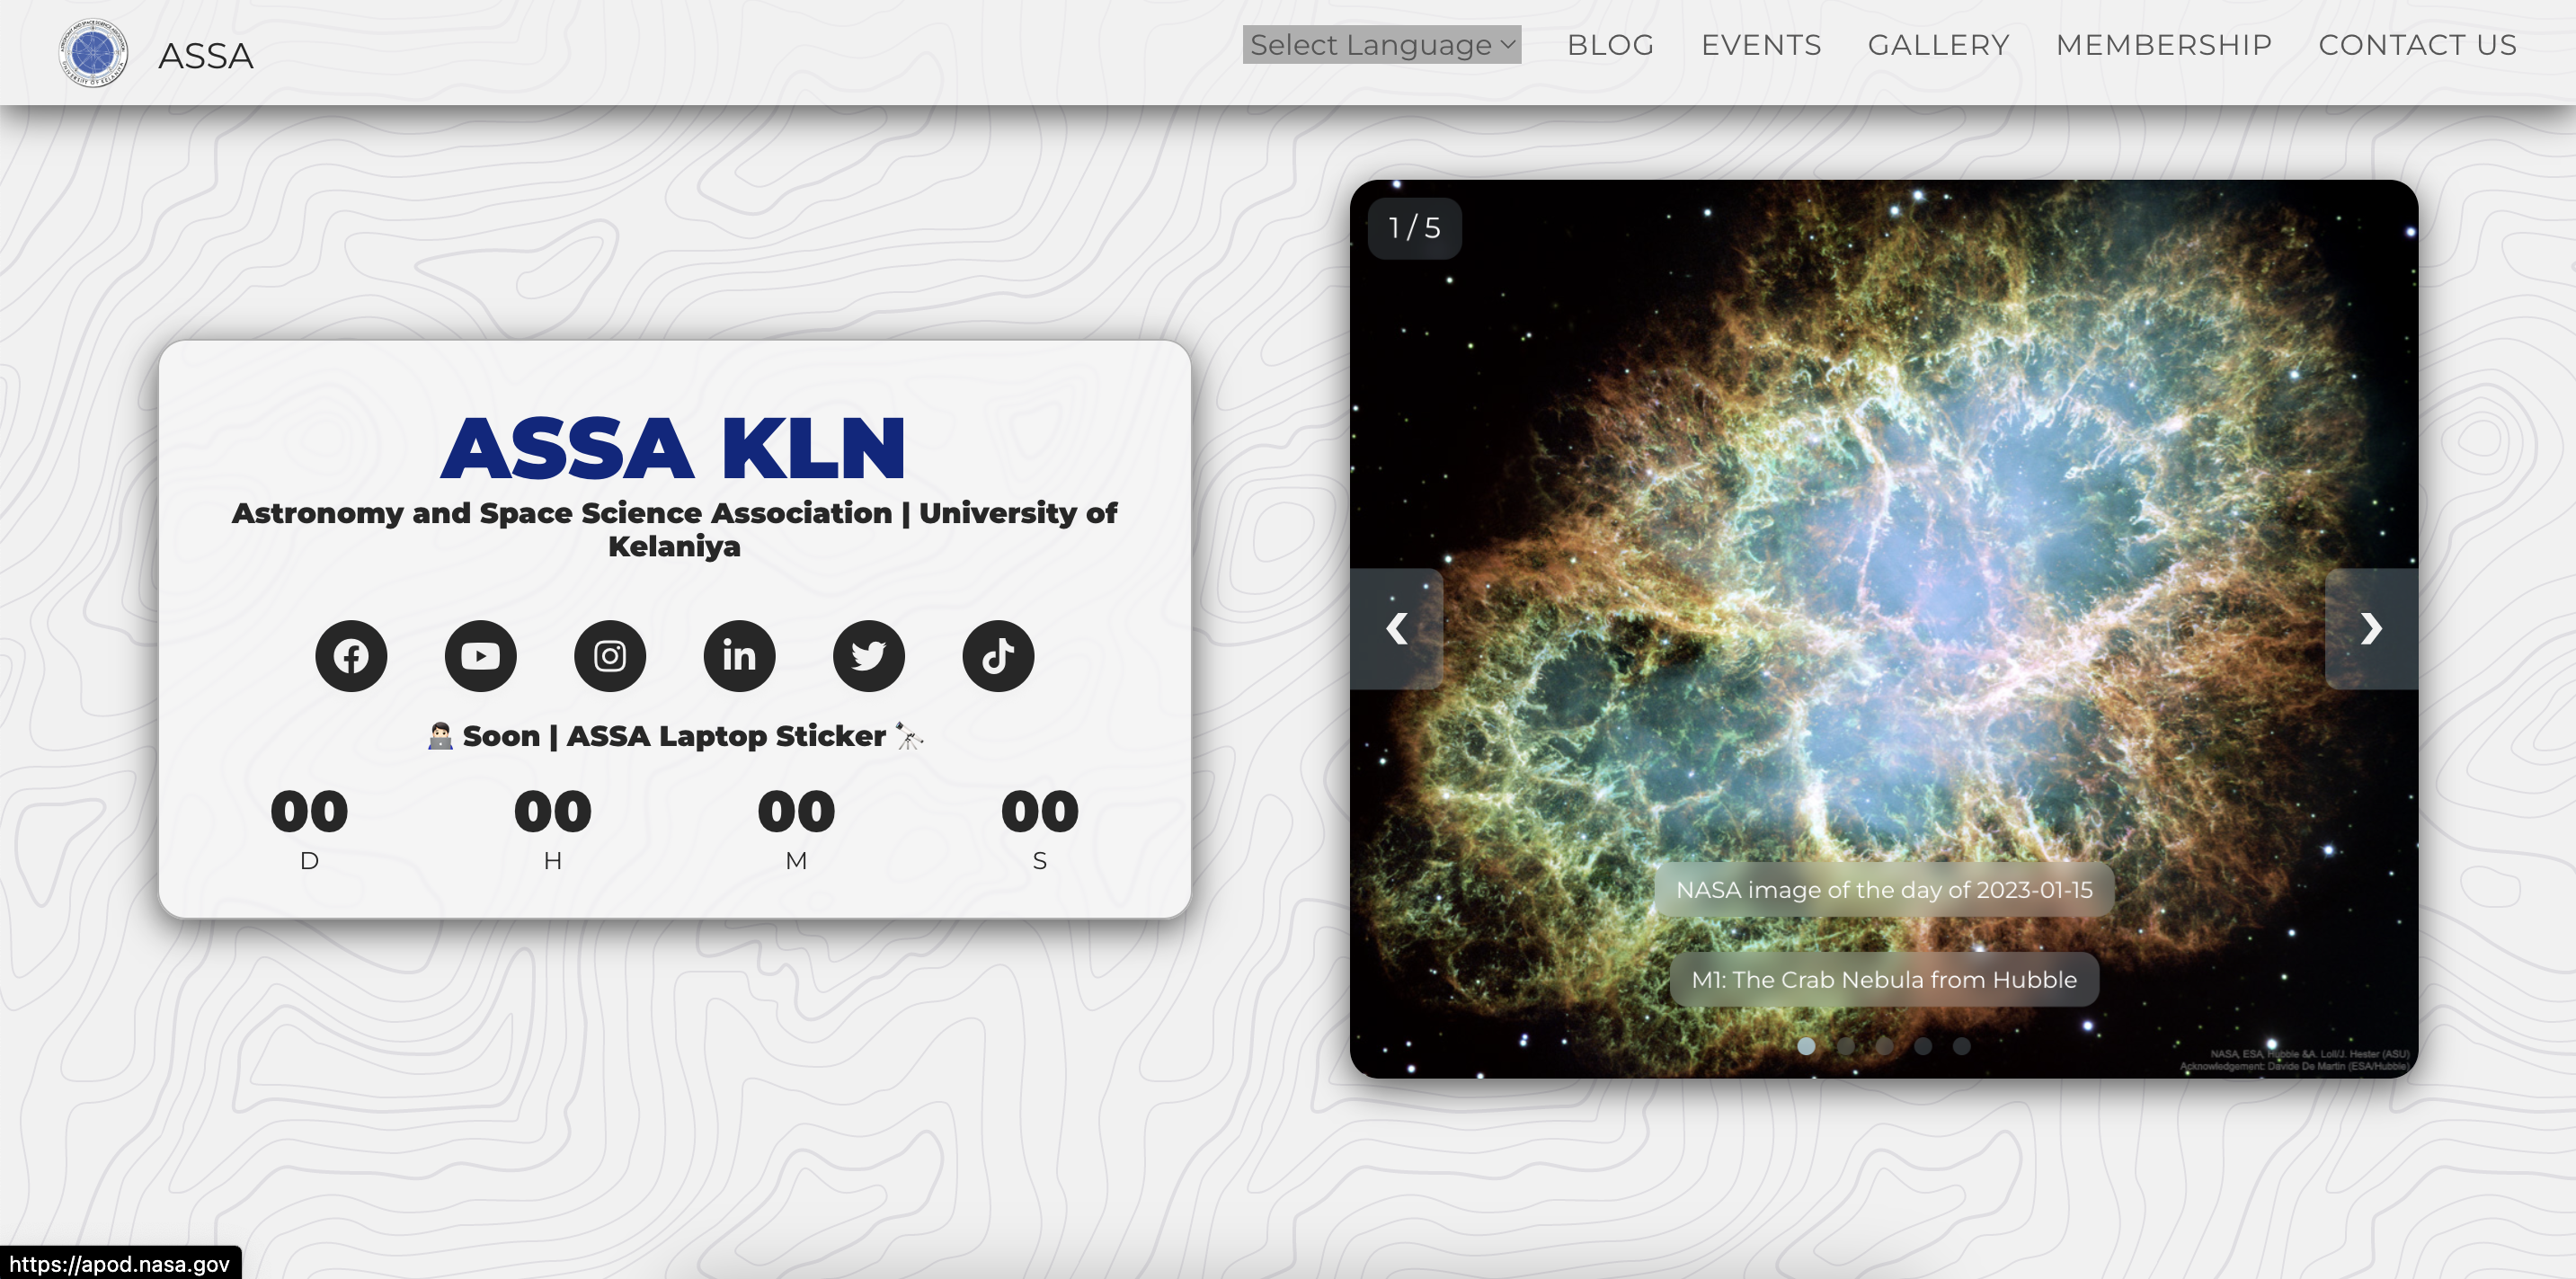 ASSA
Select Language
BLOG
EVENTS
GALLERY
MEMBERSHIP
CONTACT US
1 / 5
ASSA KLN
Astronomy and Space Science Association | University of
Kelaniya
Soon | ASSA Laptop Sticker
00
00
00
00
D
H
M
S
NASA image of the day of 2023-01-15
M1: The Crab Nebula from Hubble
NASA, ESA, Hubble &A. Loll/J. Hester (ASU)
Acknowledgement: Davide De Martin (ESA/Hubble)
https://apod.nasa.gov